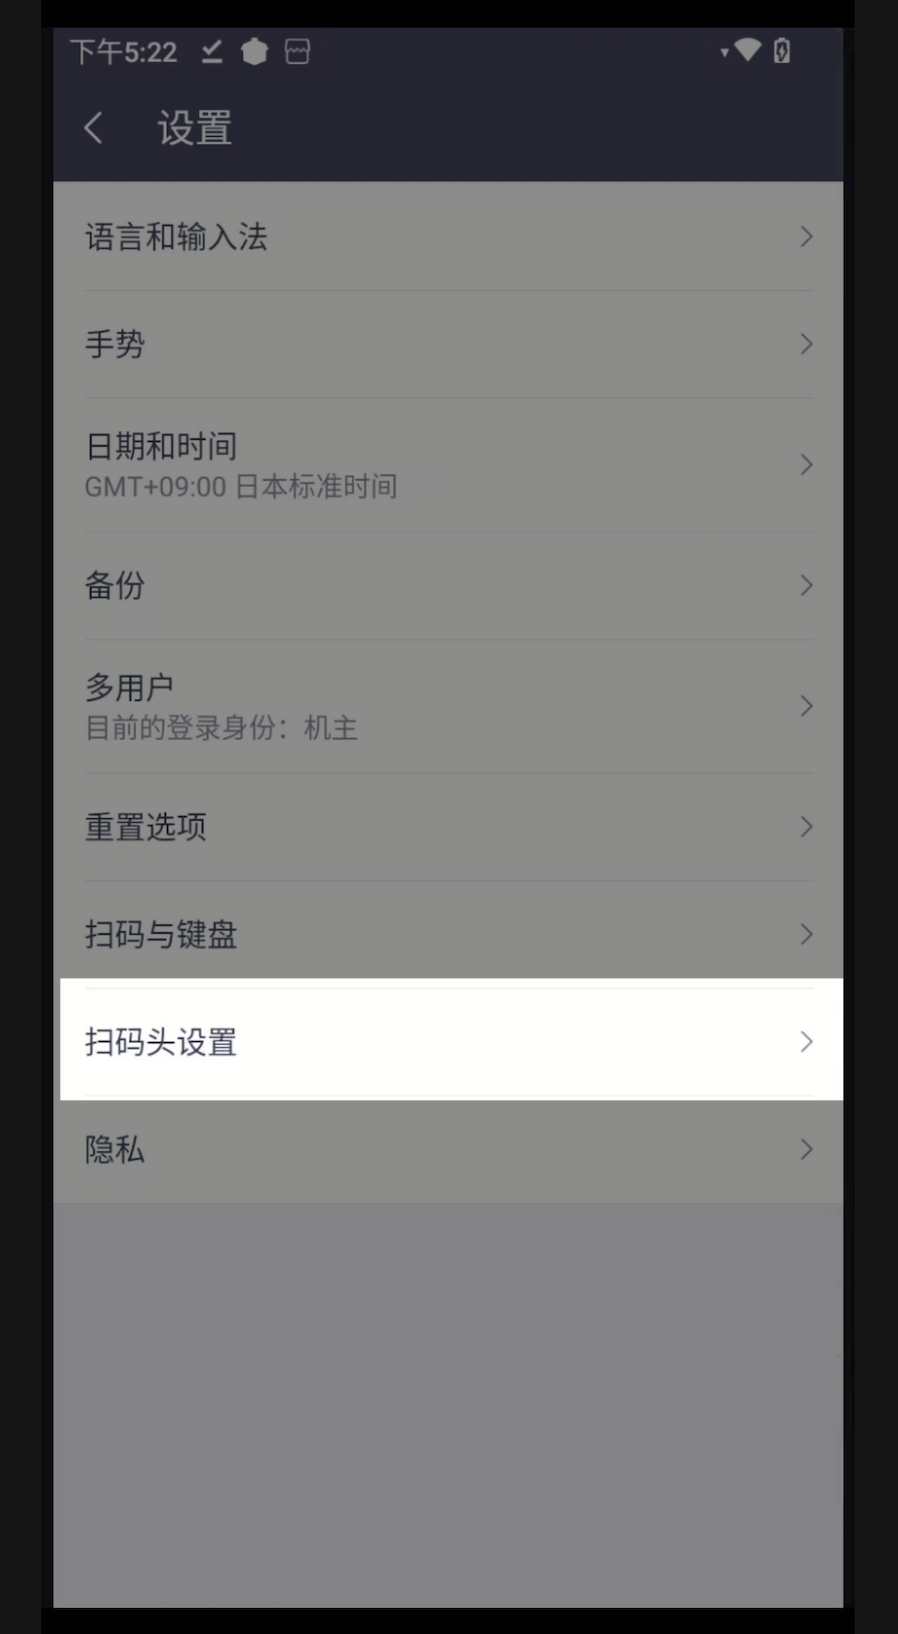 下午5:22
设置
语言和输入法
手势
日期和时间
GMT+09:00 日本标准时间
备份
多用户
目前的登录身份：机主
重置选项
扫码与键盘
扫码头设置
隐私